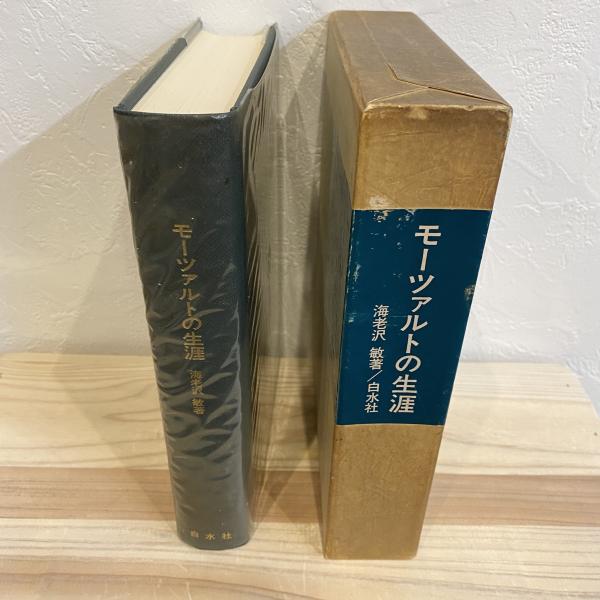 モーツァルトの生涯
海老沢 敏著
白水社
モーツァルトの生涯
海老沢 敏著/白水社